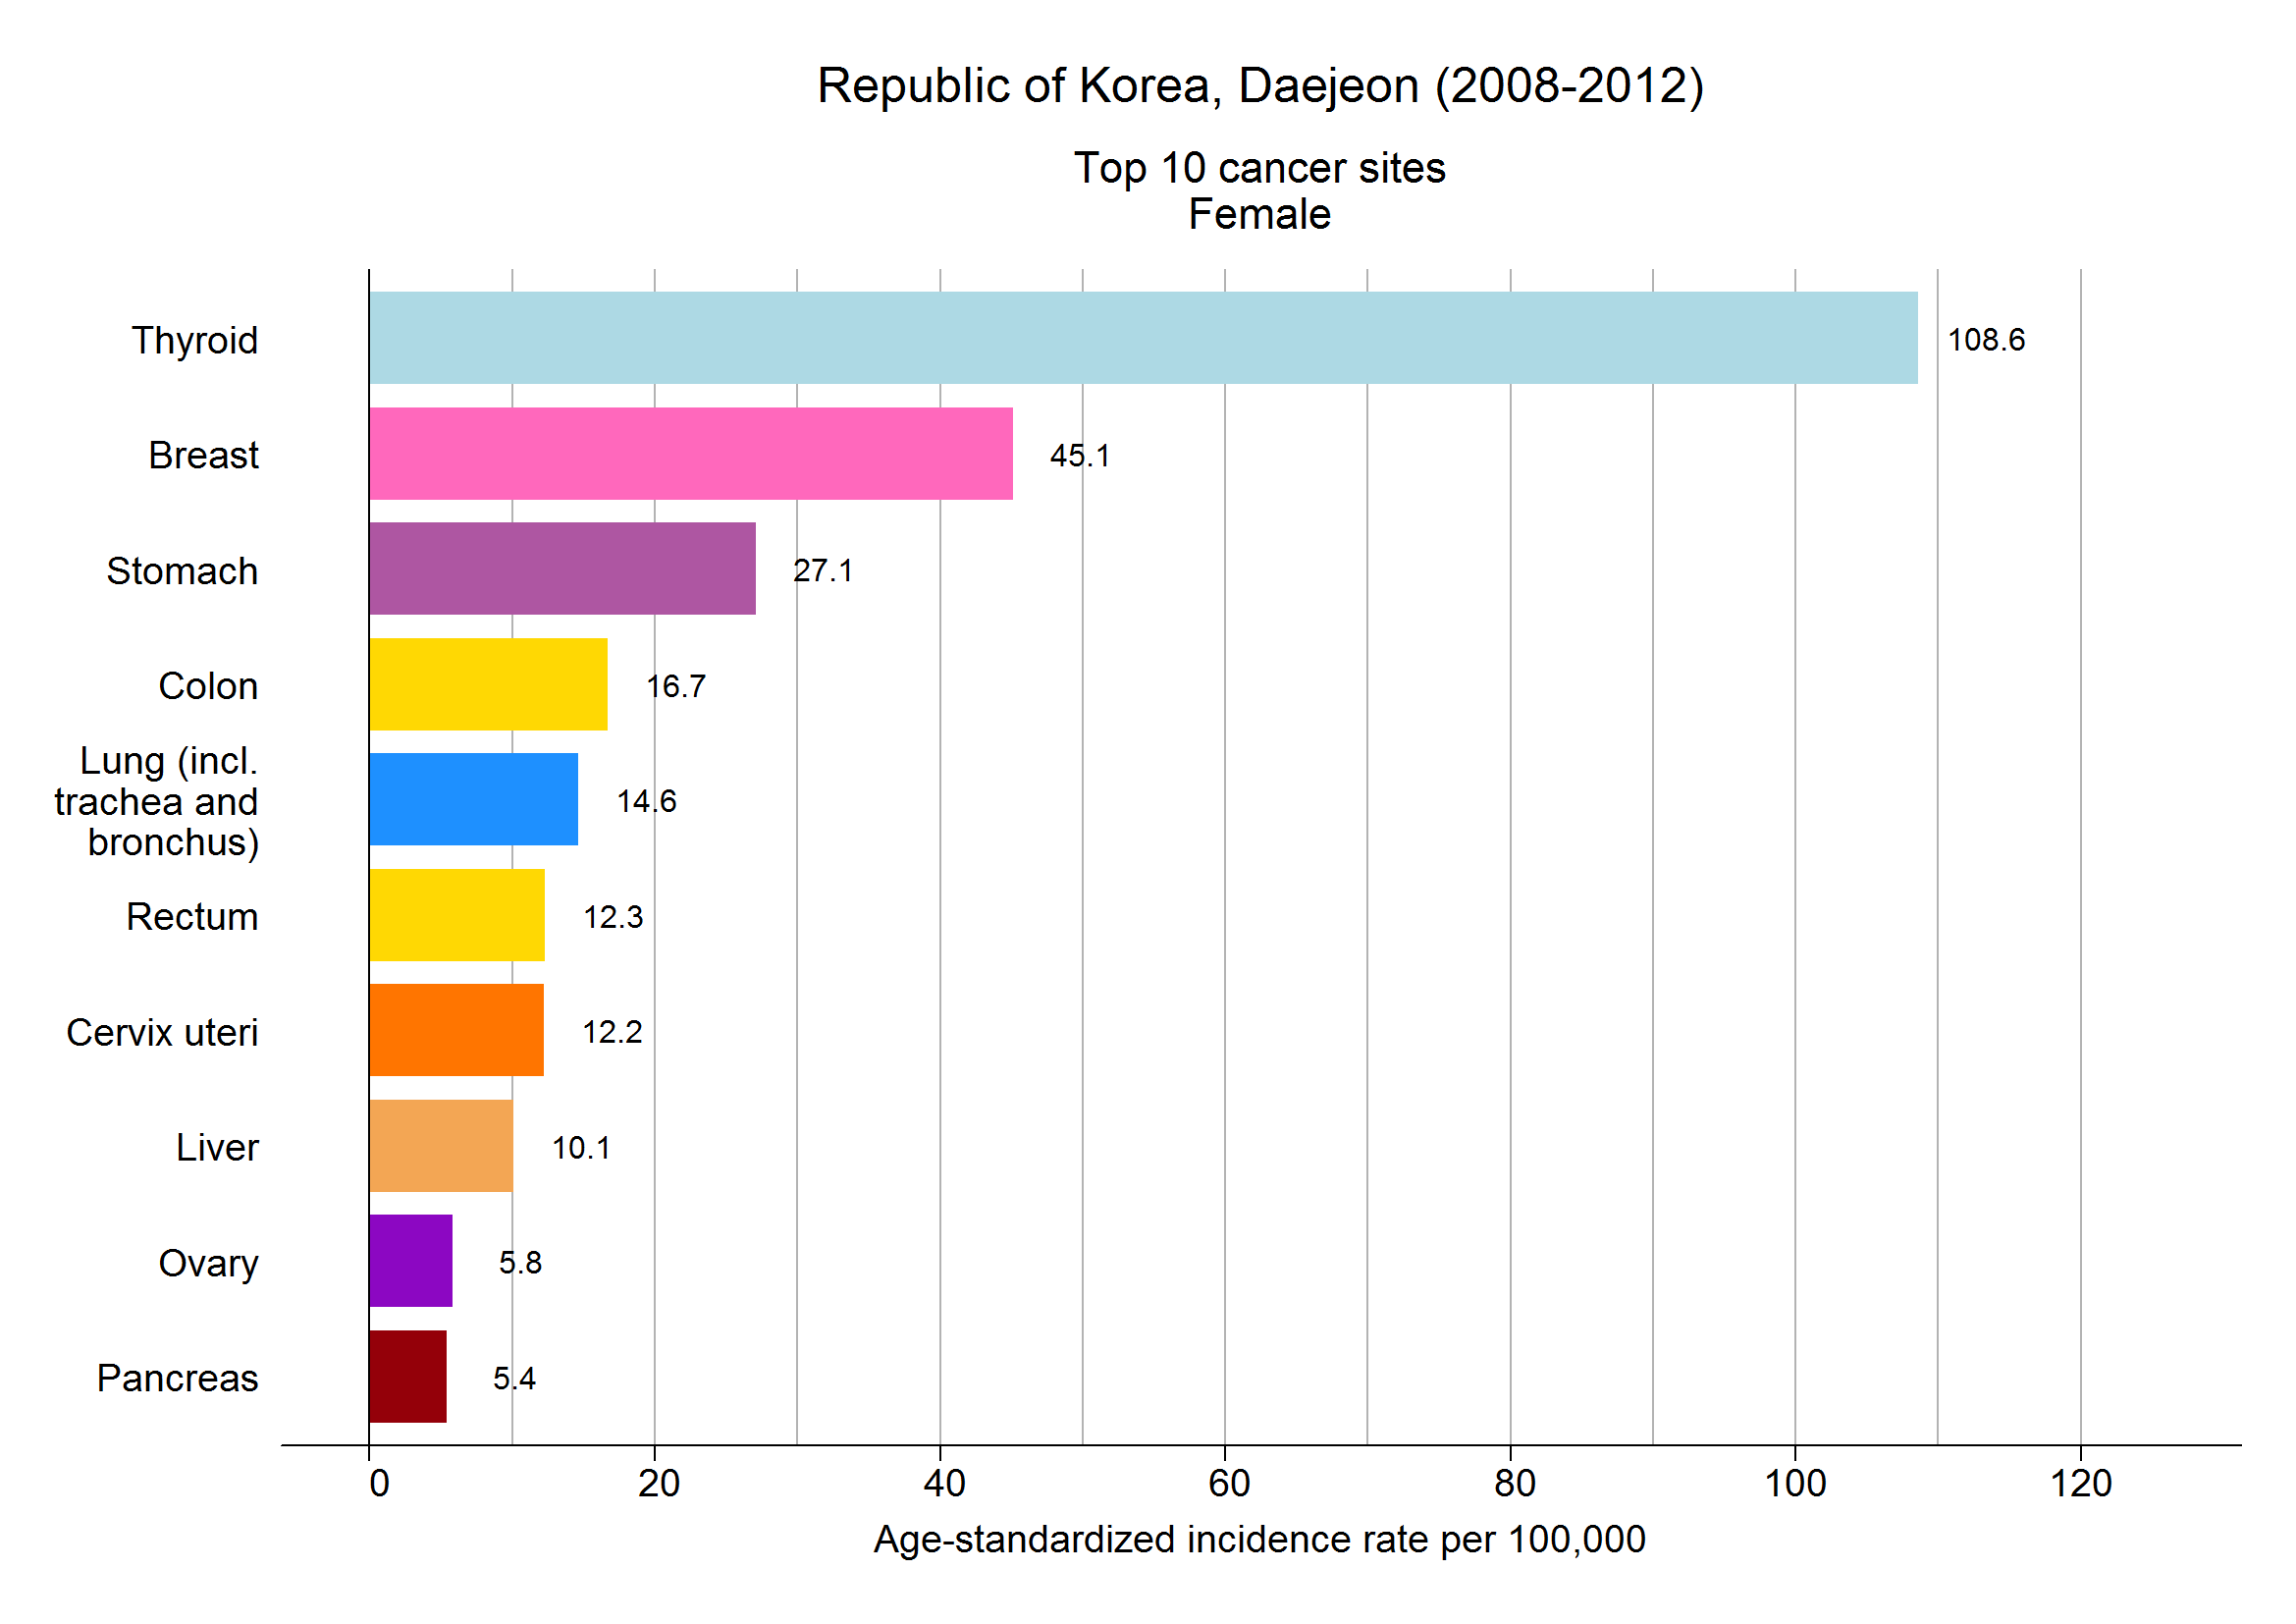 Republic of Korea, Daejeon (2008-2012)
Top 10 cancer sites
Female
Thyroid
108.6
Breast
45.1
Stomach
27.1
Colon
16.7
Lung (incl.
trachea and
bronchus)
14.6
Rectum
12.3
Cervix uteri
12.2
Liver
10.1
Ovary
5.8
Pancreas
5.4
0 20 40 60 80 100 120
Age-standardized incidence rate per 100,000